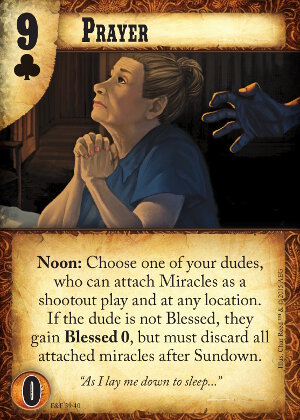 9
PRAYER
Noon: Choose one of your dudes,
who can attach Miracles as a
shootout play and at any location.
If the dude is not Blessed, they
gain Blessed 0, but must discard all
attached miracles after Sundown.
"As I lay me down to sleep..."
0
F&F 39/40